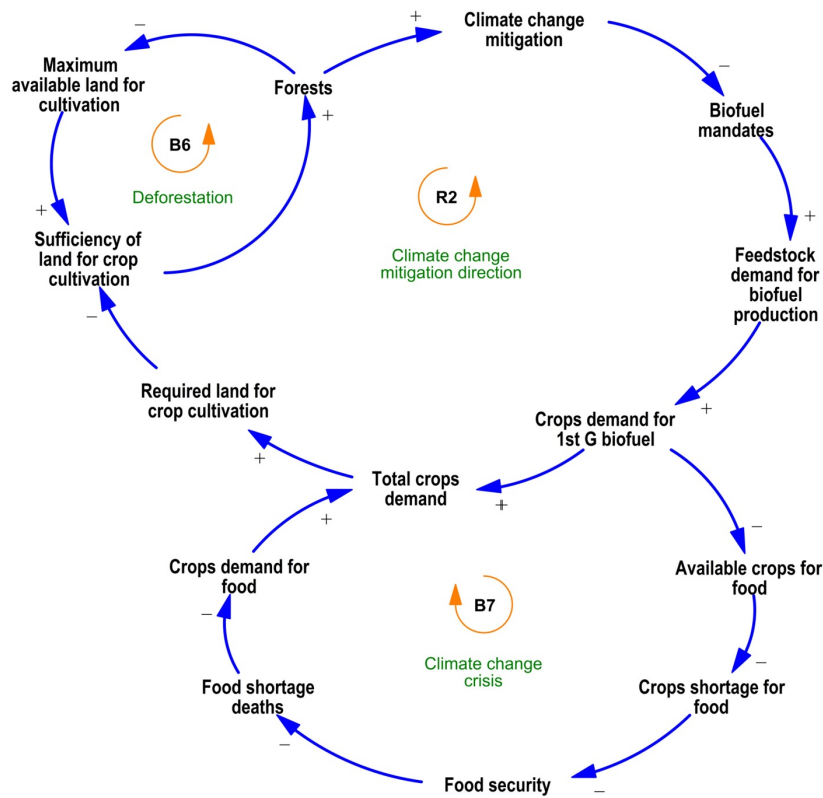 Climate change
mitigation
Maximum
available land for
cultivation
Forests
Biofuel
mandates
B6
Deforestation
R2
Climate change
mitigation direction
Sufficiency of
land for crop
cultivation
Feedstock
demand for
biofuel
production
Required land for
crop cultivation
Crops demand for
1st G biofuel
Total crops
demand
Crops demand for
food
Available crops for
food
B7
Climate change
crisis
Food shortage
deaths
Crops shortage for
food
Food security